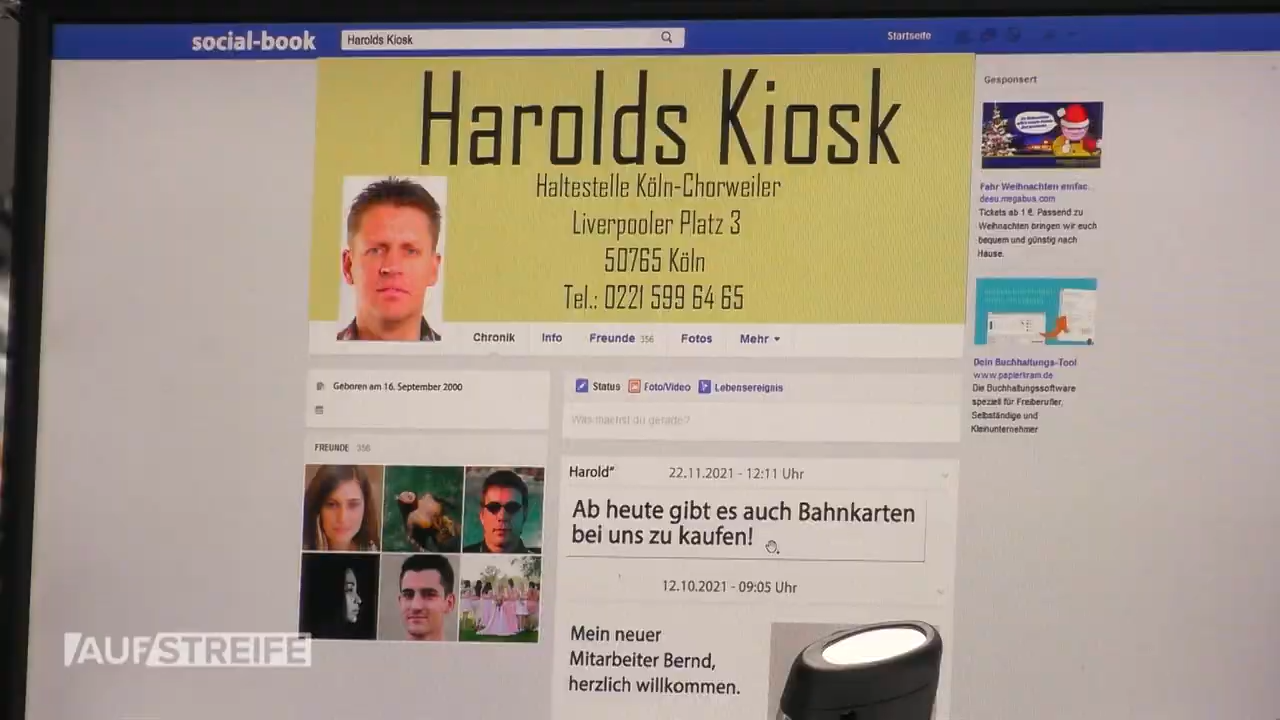 social-book
Harolds Kiosk
Startseite
Harolds Kiosk
Haltestelle Köln-Chorweiler
Liverpooler Platz 3
50765 Köln
Tel.: 0221 599 64 65
Chronik
Info
Freunde 356
Fotos
Mehr
Geboren am 16. September 2000
FREUNDE 356
Status
Foto/Video
Lebensereignis
Was machst du gerade?
Harold"
22.11.2021 - 12:11 Uhr
Ab heute gibt es auch Bahnkarten
bei uns zu kaufen!
12.10.2021 - 09:05 Uhr
Mein neuer
Mitarbeiter Bernd,
herzlich willkommen.
Gesponsert
Fahr Weihnachten einfac...
deeu.megabus.com
Tickets ab 1 €. Passend zu
Weihnachten bringen wir euch
bequem und günstig nach
Hause.
Dein Buchhaltungs-Tool
www.papierkram.de
Die Buchhaltungssoftware
speziell für Freiberufler,
Selbständige und
Kleinunternehmer
AUF STREIFE